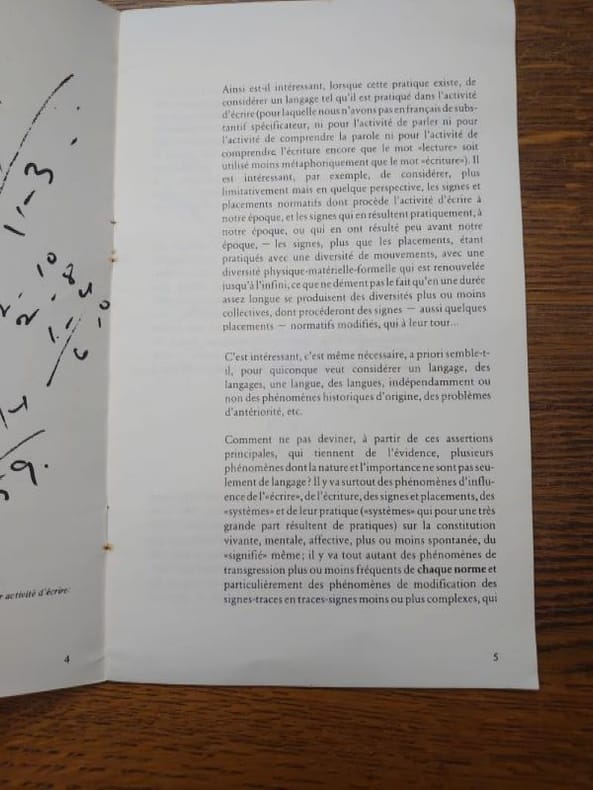 1.-3.
2. 10
2. 8
59.
r activité d'écrire.
4
Ainsi est-il intéressant, lorsque cette pratique existe, de
considérer un langage tel qu'il est pratiqué dans l'activité
d'écrire (pour laquelle nous n'avons pas en français de subs-
tantif spécificateur, ni pour l'activité de parler ni pour
l'activité de comprendre la parole ni pour l'activité de
comprendre l'écriture encore que le mot «lecture» soit
utilisé moins métaphoriquement que le mot «écriture»). Il
est intéressant, par exemple, de considérer, plus
limitativement mais en quelque perspective, les signes et
placements normatifs dont procède l'activité d'écrire à
notre époque, et les signes qui en résultent pratiquement, à
notre époque, ou qui en ont résulté peu avant notre
époque, — les signes, plus que les placements, étant
pratiqués avec une diversité de mouvements, avec une
diversité physique-matérielle-formelle qui est renouvelée
jusqu'à l'infini, ce que ne dément pas le fait qu'en une durée
assez longue se produisent des diversités plus ou moins
collectives, dont procéderont des signes — aussi quelques
placements — normatifs modifiés, qui à leur tour...
C'est intéressant, c'est même nécessaire, a priori semble-t-
il, pour quiconque veut considérer un langage, des
langages, une langue, des langues, indépendamment ou
non des phénomènes historiques d'origine, des problèmes
d'antériorité, etc.
Comment ne pas deviner, à partir de ces assertions
principales, qui tiennent de l'évidence, plusieurs
phénomènes dont la nature et l'importance ne sont pas seu-
lement de langage? Il y va surtout des phénomènes d'influ-
ence de l'«écrire», de l'écriture, des signes et placements, des
«systèmes» et de leur pratique («systèmes» qui pour une très
grande part résultent de pratiques) sur la constitution
vivante, mentale, affective, plus ou moins spontanée, du
«signifié» même; il y va tout autant des phénomènes de
transgression plus ou moins fréquents de chaque norme et
particulièrement des phénomènes de modification des
signes-traces en traces-signes moins ou plus complexes, qui
5